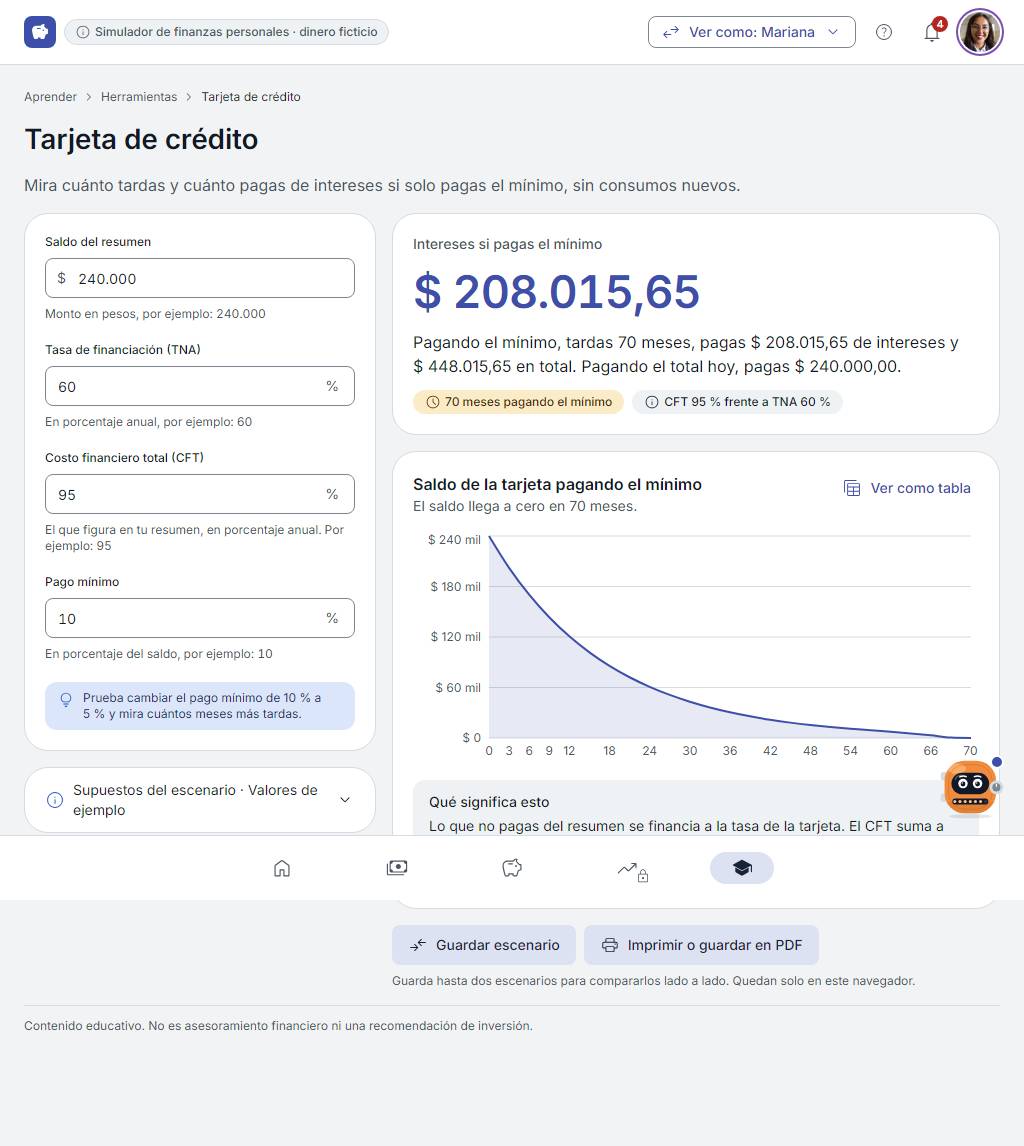 Simulador de finanzas personales · dinero ficticio
Ver como: Mariana
4
Aprender > Herramientas > Tarjeta de crédito
Tarjeta de crédito
Mira cuánto tardas y cuánto pagas de intereses si solo pagas el mínimo, sin consumos nuevos.
Saldo del resumen
$ 240.000
Monto en pesos, por ejemplo: 240.000
Tasa de financiación (TNA)
60 %
En porcentaje anual, por ejemplo: 60
Costo financiero total (CFT)
95 %
El que figura en tu resumen, en porcentaje anual. Por
ejemplo: 95
Pago mínimo
10 %
En porcentaje del saldo, por ejemplo: 10
Prueba cambiar el pago mínimo de 10 % a
5 % y mira cuántos meses más tardas.
Supuestos del escenario · Valores de
ejemplo
Intereses si pagas el mínimo
$ 208.015,65
Pagando el mínimo, tardas 70 meses, pagas $ 208.015,65 de intereses y
$ 448.015,65 en total. Pagando el total hoy, pagas $ 240.000,00.
70 meses pagando el mínimo
CFT 95 % frente a TNA 60 %
Saldo de la tarjeta pagando el mínimo
Ver como tabla
El saldo llega a cero en 70 meses.
$ 240 mil
$ 180 mil
$ 120 mil
$ 60 mil
$ 0
0 3 6 9 12 18 24 30 36 42 48 54 60 66 70
Qué significa esto
Lo que no pagas del resumen se financia a la tasa de la tarjeta. El CFT suma a
Guardar escenario
Imprimir o guardar en PDF
Guarda hasta dos escenarios para compararlos lado a lado. Quedan solo en este navegador.
Contenido educativo. No es asesoramiento financiero ni una recomendación de inversión.